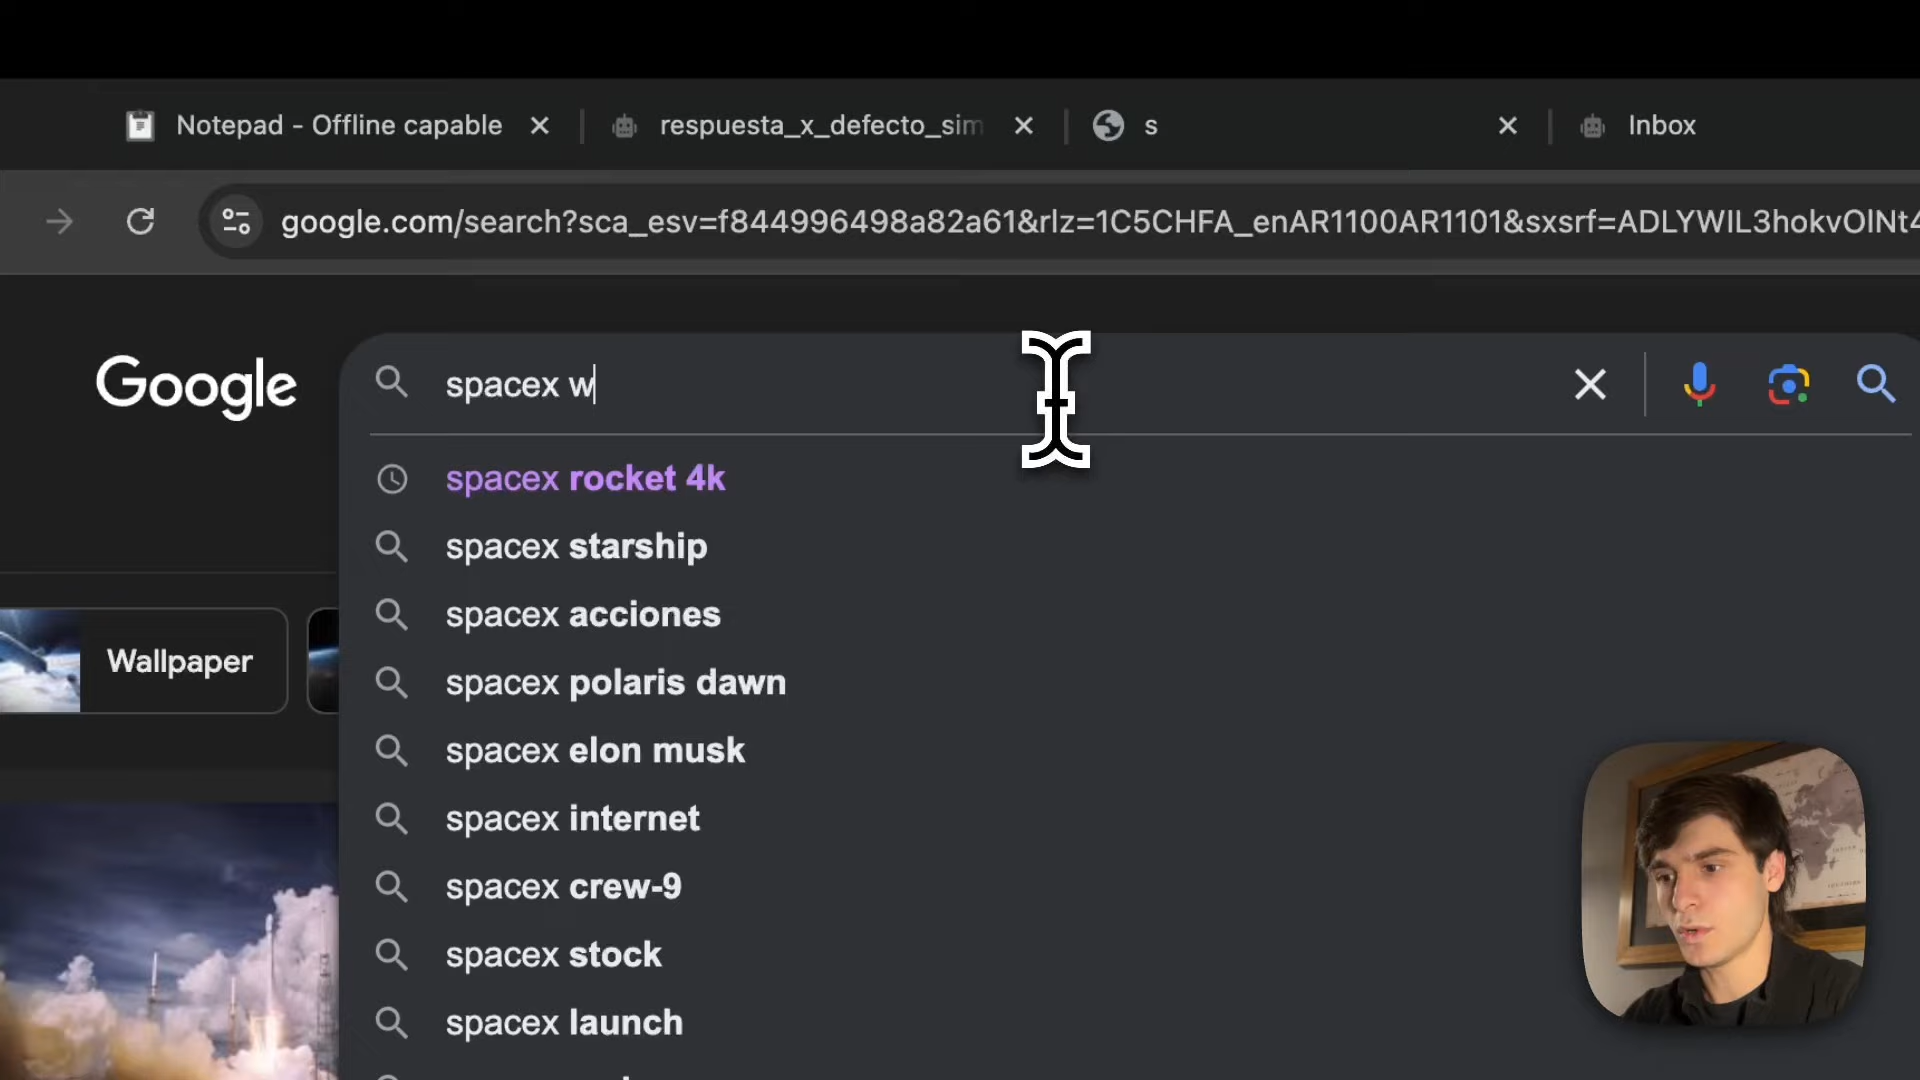 Notepad - Offline capable
respuesta_x_defecto_sim
s
Inbox
google.com/search?sca_esv=f844996498a82a61&rlz=1C5CHFA_enAR1100AR1101&sxsrf=ADLYWIL3hokvOlNt4
Google
spacex w
spacex rocket 4k
spacex starship
spacex acciones
Wallpaper
spacex polaris dawn
spacex elon musk
spacex internet
spacex crew-9
spacex stock
spacex launch